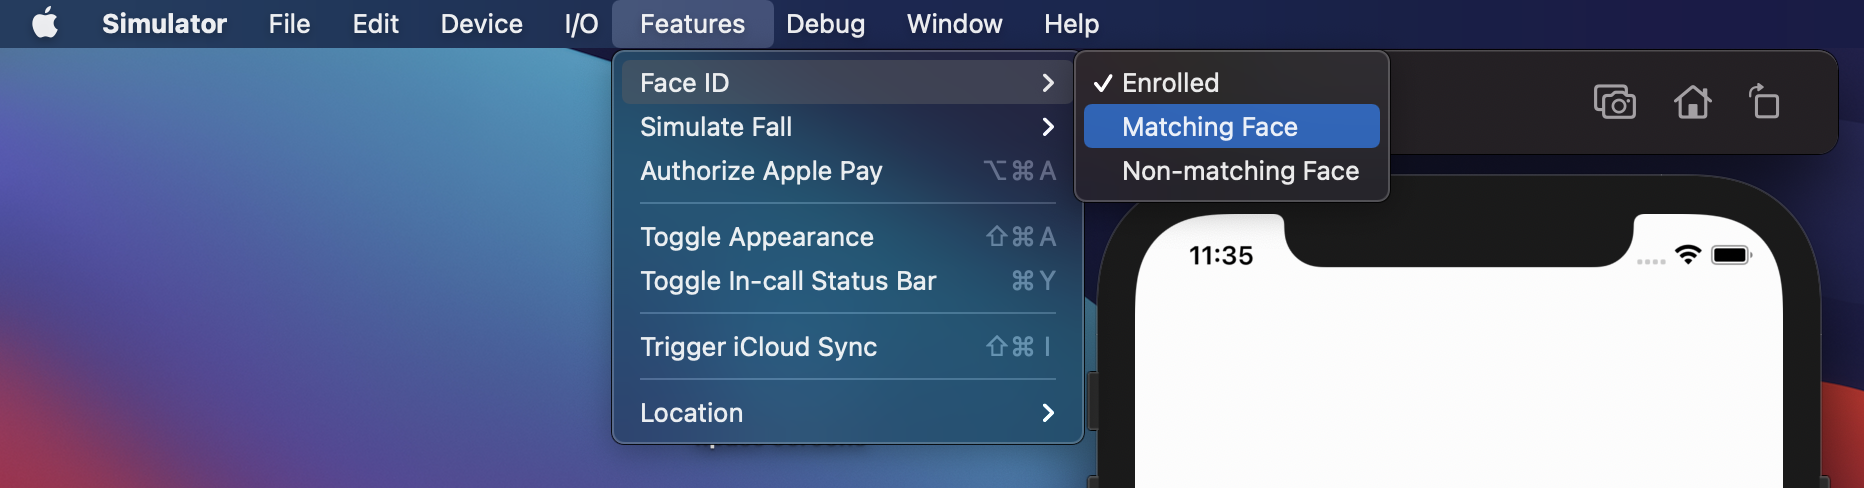 Simulator File Edit Device I/O Features Debug Window Help
Face ID
Simulate Fall
Authorize Apple Pay ⌥⌘A
Toggle Appearance ⇧⌘A
Toggle In-call Status Bar ⌘Y
Trigger iCloud Sync ⇧⌘I
Location
✓ Enrolled
Matching Face
Non-matching Face
11:35